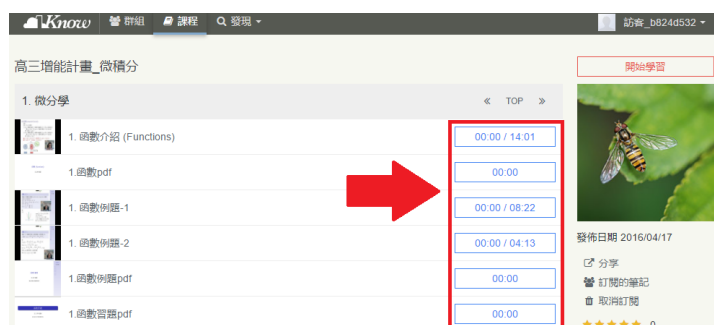 Know 群組 課程 發現 訪客_b824d532
高三增能計畫_微積分
開始學習
1. 微分學 « TOP »
1. 函數介紹 (Functions) 00:00 / 14:01
1.函數pdf 00:00
1. 函數例題-1 00:00 / 08:22
1. 函數例題-2 00:00 / 04:13
1.函數例題pdf 00:00
1.函數習題pdf 00:00
發佈日期 2016/04/17
分享
訂閱的筆記
取消訂閱
0